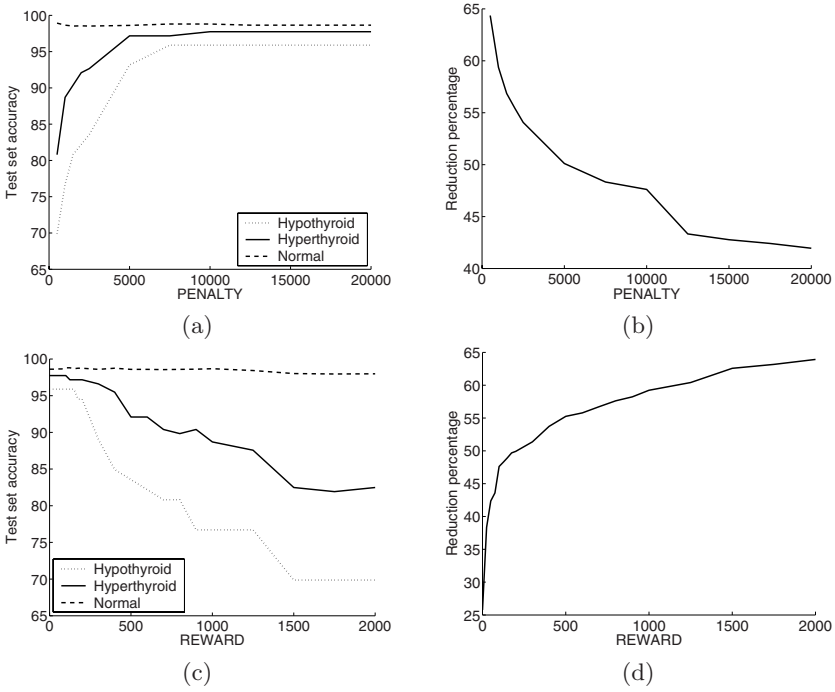 100
95
90
85
80
75
70
65
Test set accuracy
Hypothyroid
Hyperthyroid
Normal
0 5000 10000 15000 20000
PENALTY
(a)
65
60
55
50
45
40
Reduction percentage
0 5000 10000 15000 20000
PENALTY
(b)
100
95
90
85
80
75
70
65
Test set accuracy
Hypothyroid
Hyperthyroid
Normal
0 500 1000 1500 2000
REWARD
(c)
65
60
55
50
45
40
35
30
25
Reduction percentage
0 500 1000 1500 2000
REWARD
(d)